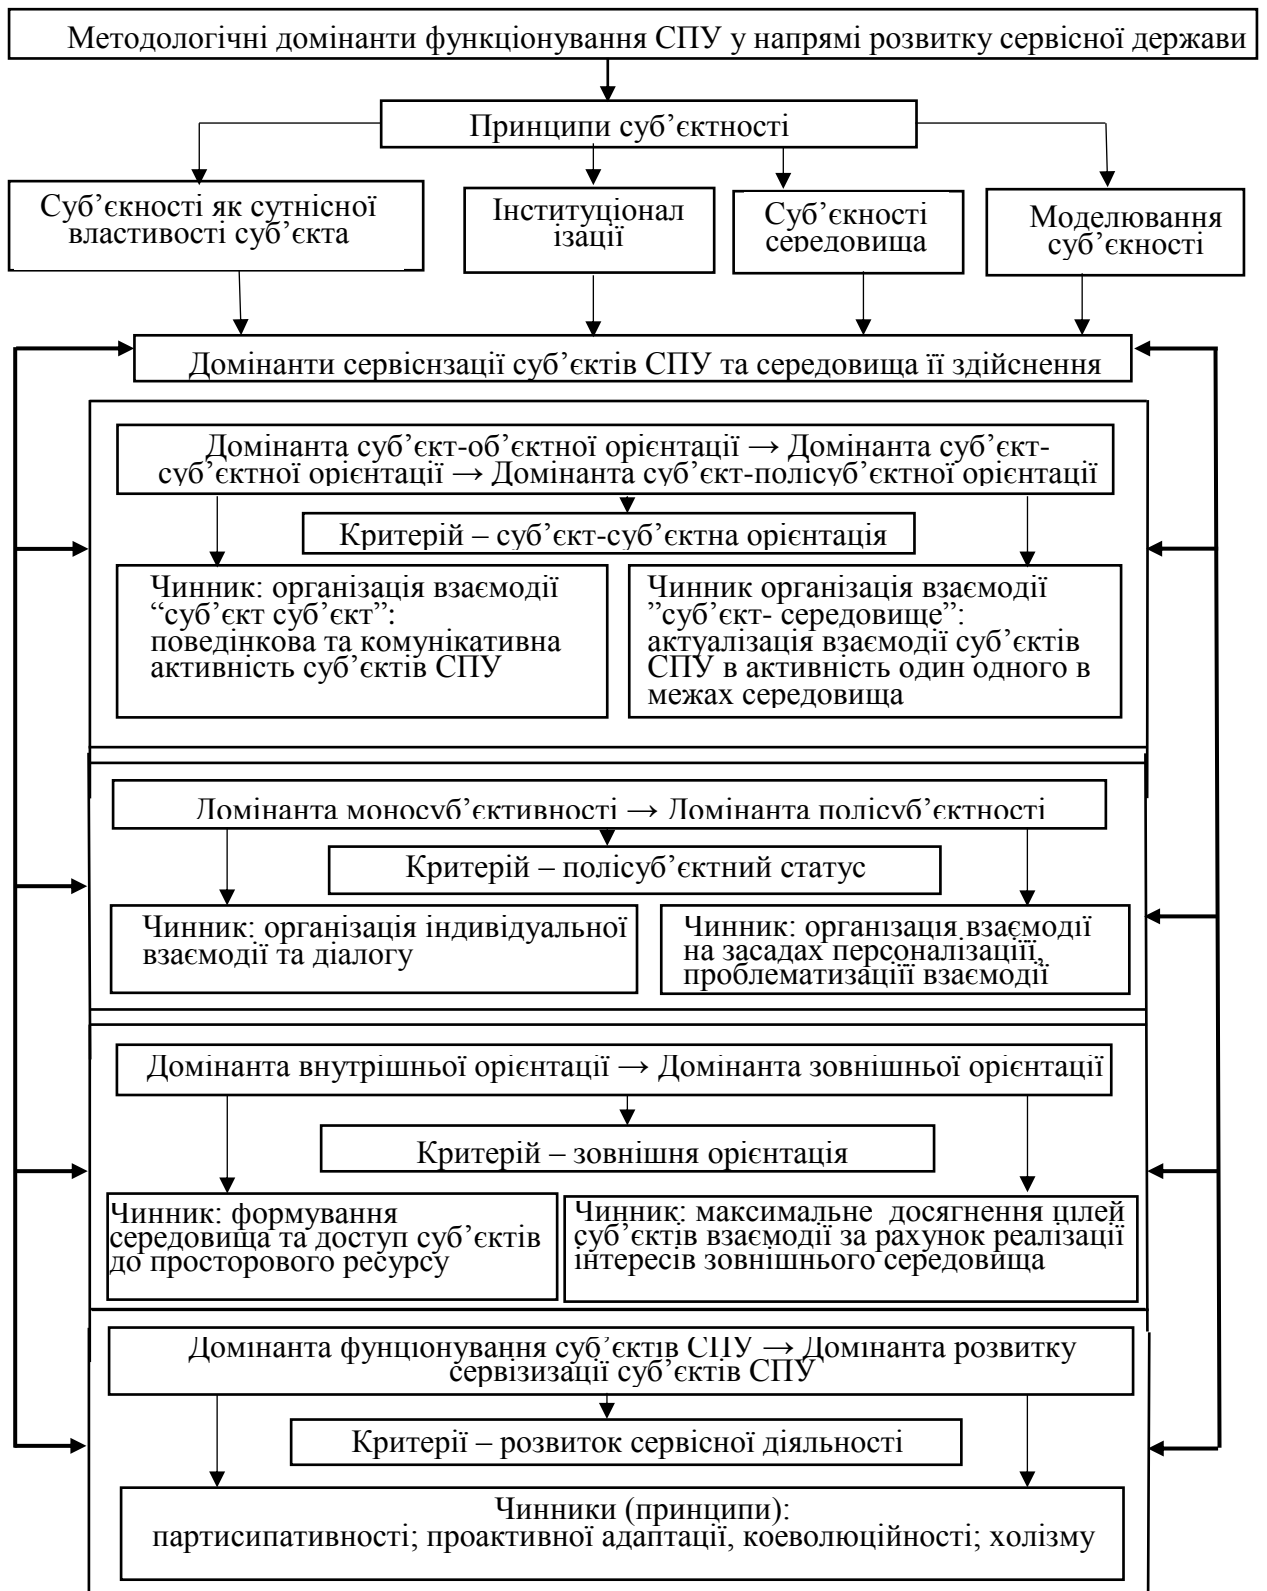 Методологічні домінанти функціонування СПУ у напрямі розвитку сервісної держави
Принципи суб’єктності
Суб’єкності як сутнісної
властивості суб’єкта
Інституціонал
ізації
Суб’єкності
середовища
Моделювання
суб’єкності
Домінанти сервіснзації суб’єктів СПУ та середовища її здійснення
Домінанта суб’єкт-об’єктної орієнтації → Домінанта суб’єкт-
суб’єктної орієнтації → Домінанта суб’єкт-полісуб’єктної орієнтації
Критерій – суб’єкт-суб’єктна орієнтація
Чинник: організація взаємодії
“суб’єкт суб’єкт”:
поведінкова та комунікативна
активність суб’єктів СПУ
Чинник організація взаємодії
”суб’єкт- середовище”:
актуалізація взаємодії суб’єктів
СПУ в активність один одного в
межах середовища
Домінанта моносуб’єктивності → Домінанта полісуб’єктності
Критерій – полісуб’єктний статус
Чинник: організація індивідуальної
взаємодії та діалогу
Чинник: організація взаємодії
на засадах персоналізаціїї,
проблематизаціїї взаємодії
Домінанта внутрішньої орієнтації → Домінанта зовнішньої орієнтації
Критерій – зовнішня орієнтація
Чинник: формування
середовища та доступ суб’єктів
до просторового ресурсу
Чинник: максимальне досягнення цілей
суб’єктів взаємодії за рахунок реалізації
інтересів зовнішнього середовища
Домінанта фунціонування суб’єктів СПУ → Домінанта розвитку
сервізизації суб’єктів СПУ
Критерії – розвиток сервісної діяльності
Чинники (принципи):
партисипативності; проактивної адаптації, коеволюційності; холізму